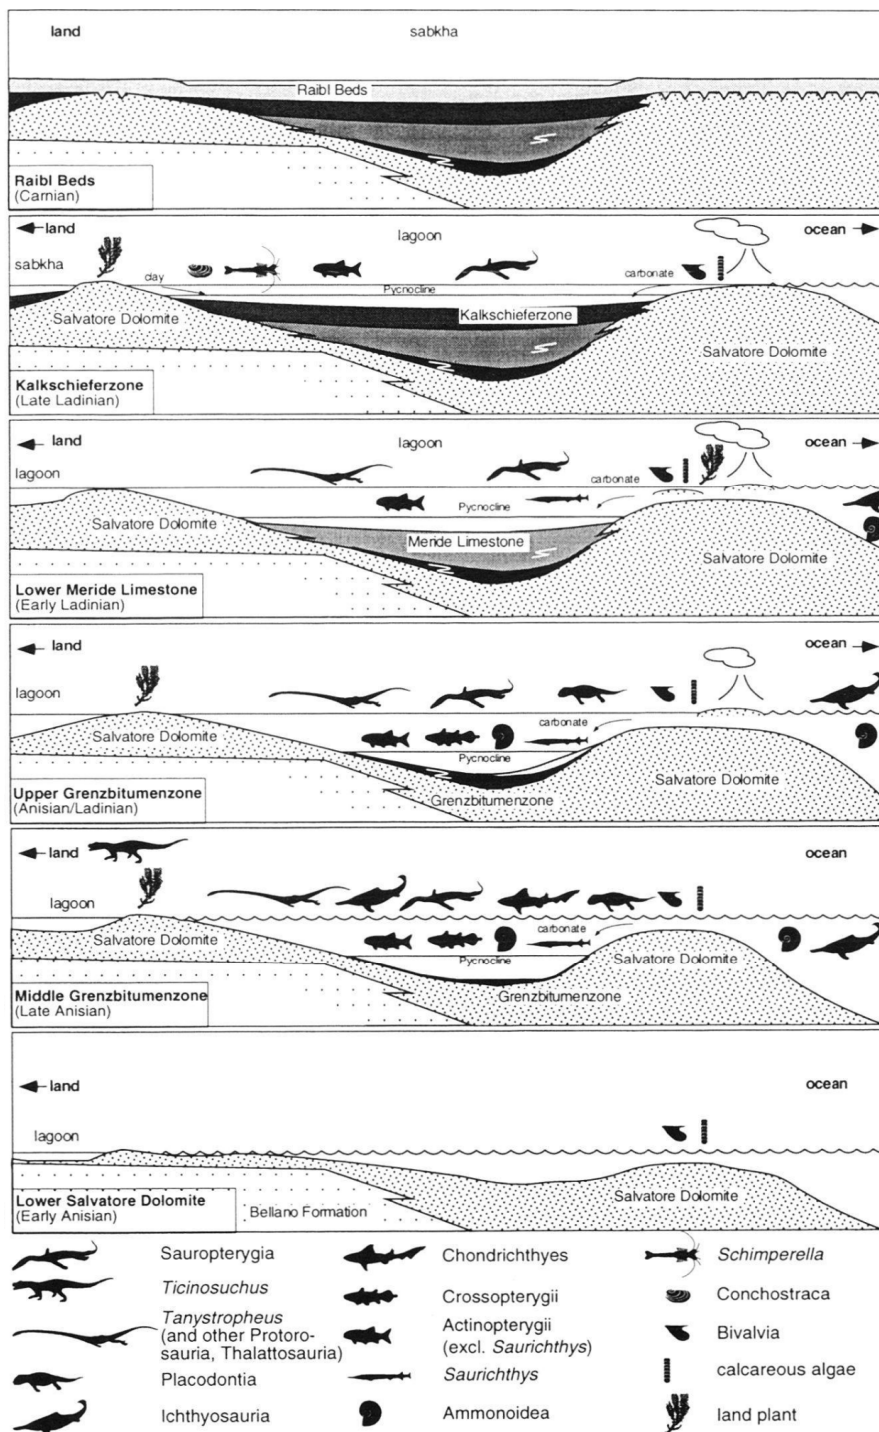 land
sabkha
Raibl Beds
Raibl Beds
(Carnian)
land
lagoon
ocean
sabkha
clay
carbonate
Pycnocline
Kalkschieferzone
Salvatore Dolomite
Salvatore Dolomite
Kalkschieferzone
(Late Ladinian)
land
lagoon
ocean
lagoon
carbonate
Pycnocline
Salvatore Dolomite
Meride Limestone
Salvatore Dolomite
Lower Meride Limestone
(Early Ladinian)
land
ocean
lagoon
carbonate
Salvatore Dolomite
Pycnocline
Salvatore Dolomite
Upper Grenzbitumenzone
(Anisian/Ladinian)
Grenzbitumenzone
land
ocean
lagoon
carbonate
Salvatore Dolomite
Pycnocline
Salvatore Dolomite
Middle Grenzbitumenzone
(Late Anisian)
Grenzbitumenzone
land
ocean
lagoon
Lower Salvatore Dolomite
(Early Anisian)
Bellano Formation
Salvatore Dolomite
Sauropterygia
Ticinosuchus
Tanystropheus
(and other Protoro-
sauria, Thalattosauria)
Placodontia
Ichthyosauria
Chondrichthyes
Crossopterygii
Actinopterygii
(excl. Saurichthys)
Saurichthys
Ammonoidea
Schimperella
Conchostraca
Bivalvia
calcareous algae
land plant